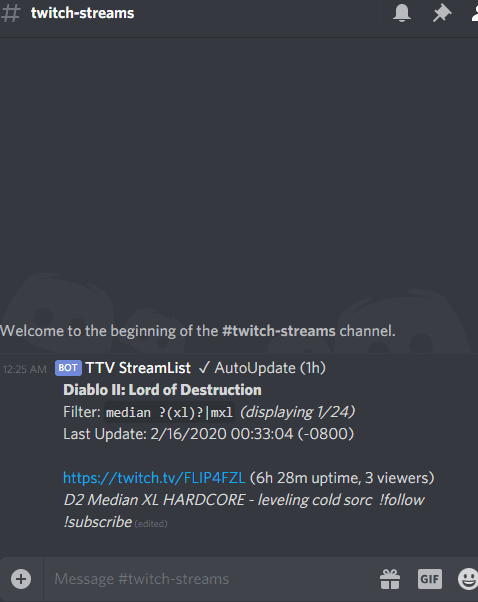 # twitch-streams
Welcome to the beginning of the #twitch-streams channel.
12:25 AM BOT TTV StreamList ✓ AutoUpdate (1h)
Diablo II: Lord of Destruction
Filter: median ?(xl)?|mxl (displaying 1/24)
Last Update: 2/16/2020 00:33:04 (-0800)
https://twitch.tv/FLIP4FZL (6h 28m uptime, 3 viewers)
D2 Median XL HARDCORE - leveling cold sorc !follow
!subscribe (edited)
Message #twitch-streams
GIF